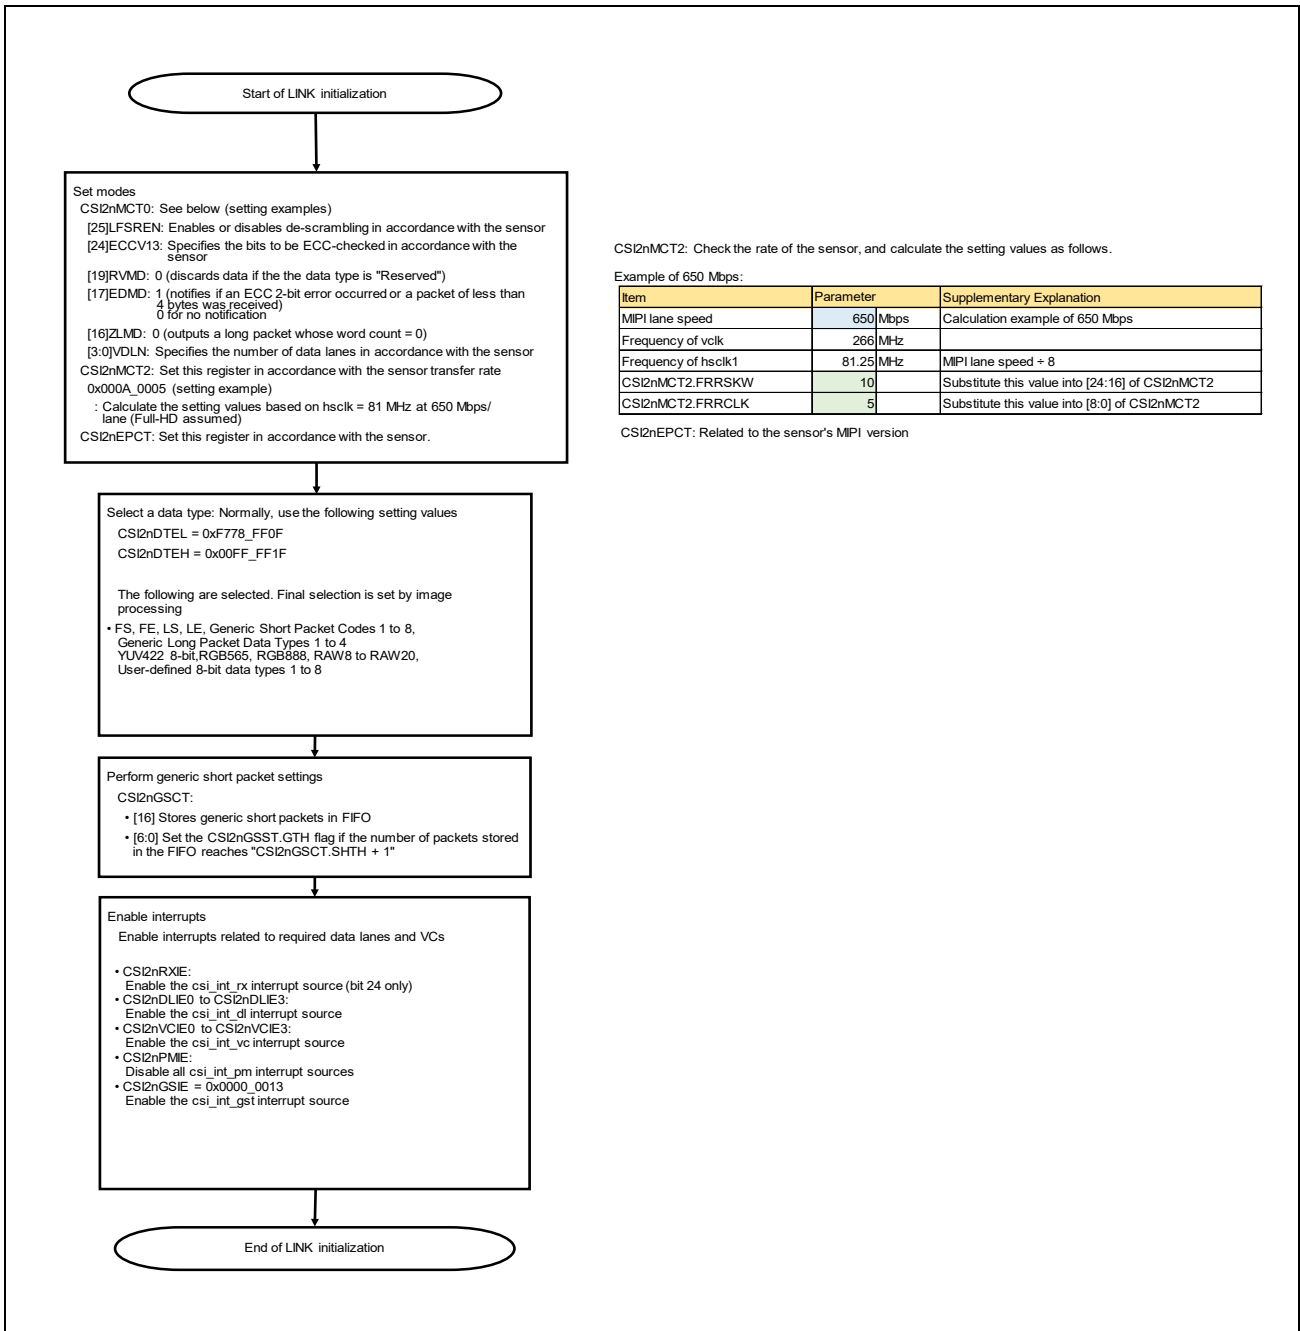 Start of LINK initialization
Set modes
CSI2nMCT0: See below (setting examples)
[25]LFSREN: Enables or disables de-scrambling in accordance with the sensor
[24]ECCV13: Specifies the bits to be ECC-checked in accordance with the
sensor
[19]RVMD: 0 (discards data if the the data type is "Reserved")
[17]EDMD: 1 (notifies if an ECC 2-bit error occurred or a packet of less than
4 bytes was received)
0 for no notification
[16]ZLMD: 0 (outputs a long packet whose word count = 0)
[3:0]VDLN: Specifies the number of data lanes in accordance with the sensor
CSI2nMCT2: Set this register in accordance with the sensor transfer rate
0x000A_0005 (setting example)
: Calculate the setting values based on hsclk = 81 MHz at 650 Mbps/
lane (Full-HD assumed)
CSI2nEPCT: Set this register in accordance with the sensor.
CSI2nMCT2: Check the rate of the sensor, and calculate the setting values as follows.
Example of 650 Mbps:
Item Parameter Supplementary Explanation
MIPI lane speed 650 Mbps Calculation example of 650 Mbps
Frequency of vclk 266 MHz
Frequency of hsclk1 81.25 MHz MIPI lane speed ÷ 8
CSI2nMCT2.FRRSKW 10 Substitute this value into [24:16] of CSI2nMCT2
CSI2nMCT2.FRRCLK 5 Substitute this value into [8:0] of CSI2nMCT2
CSI2nEPCT: Related to the sensor's MIPI version
Select a data type: Normally, use the following setting values
CSI2nDTEL = 0xF778_FF0F
CSI2nDTEH = 0x00FF_FF1F
The following are selected. Final selection is set by image
processing
• FS, FE, LS, LE, Generic Short Packet Codes 1 to 8,
Generic Long Packet Data Types 1 to 4
YUV422 8-bit,RGB565, RGB888, RAW8 to RAW20,
User-defined 8-bit data types 1 to 8
Perform generic short packet settings
CSI2nGSCT:
• [16] Stores generic short packets in FIFO
• [6:0] Set the CSI2nGSST.GTH flag if the number of packets stored
in the FIFO reaches "CSI2nGSCT.SHTH + 1"
Enable interrupts
Enable interrupts related to required data lanes and VCs
• CSI2nRXIE:
Enable the csi_int_rx interrupt source (bit 24 only)
• CSI2nDLIE0 to CSI2nDLIE3:
Enable the csi_int_dl interrupt source
• CSI2nVCIE0 to CSI2nVCIE3:
Enable the csi_int_vc interrupt source
• CSI2nPMIE:
Disable all csi_int_pm interrupt sources
• CSI2nGSIE = 0x0000_0013
Enable the csi_int_gst interrupt source
End of LINK initialization